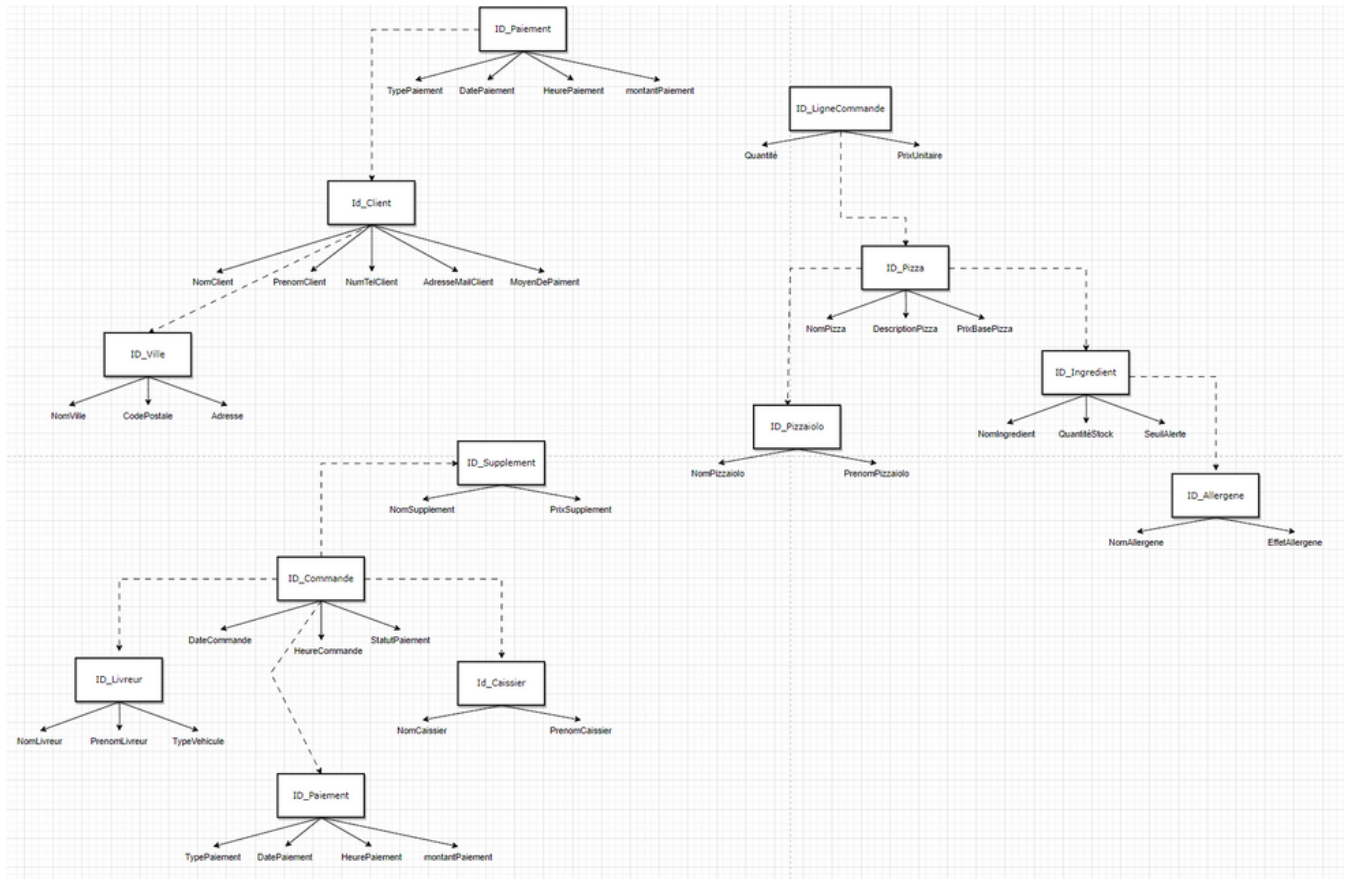 ID_Paiement
TypePaiement DatePaiement HeurePaiement montantPaiement
ID_LigneCommande
Quantité PrixUnitaire
Id_Client
NomClient PrenomClient NumTelClient AdresseMailClient MoyenDePaiment
ID_Pizza
NomPizza DescriptionPizza PrixBasePizza
ID_Ville
NomVille CodePostale Adresse
ID_Ingredient
NomIngredient QuantitéStock SeuilAlerte
ID_Pizzaiolo
NomPizzaiolo PrenomPizzaiolo
ID_Supplement
NomSupplement PrixSupplement
ID_Allergene
NomAllergene EffetAllergene
ID_Commande
DateCommande HeureCommande StatutPaiement
ID_Livreur
NomLivreur PrenomLivreur TypeVehicule
Id_Caissier
NomCaissier PrenomCaissier
ID_Paiement
TypePaiement DatePaiement HeurePaiement montantPaiement